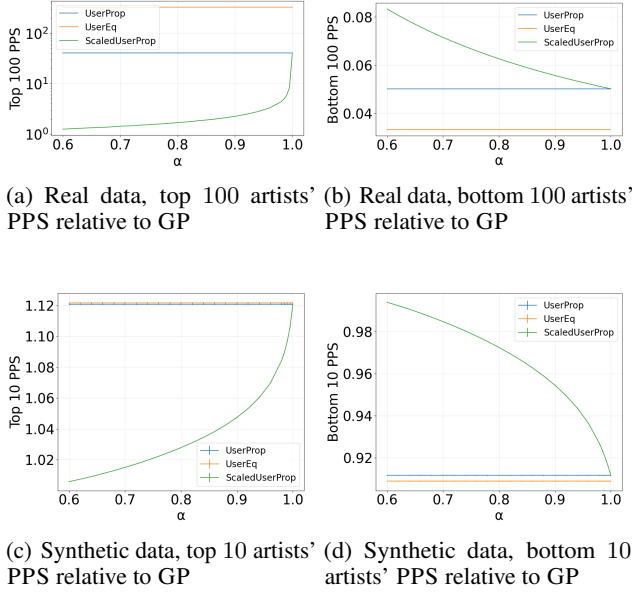 UserProp
UserEq
ScaledUserProp
10²
10¹
10⁰
Top 100 PPS
0.6 0.7 0.8 0.9 1.0
α
UserProp
UserEq
ScaledUserProp
0.08
0.06
0.04
Bottom 100 PPS
0.6 0.7 0.8 0.9 1.0
α
(a) Real data, top 100 artists'
PPS relative to GP
(b) Real data, bottom 100 artists'
PPS relative to GP
1.12
1.10
1.08
1.06
1.04
1.02
Top 10 PPS
UserProp
UserEq
ScaledUserProp
0.6 0.7 0.8 0.9 1.0
α
UserProp
UserEq
ScaledUserProp
0.98
0.96
0.94
0.92
Bottom 10 PPS
0.6 0.7 0.8 0.9 1.0
α
(c) Synthetic data, top 10 artists'
PPS relative to GP
(d) Synthetic data, bottom 10
artists' PPS relative to GP